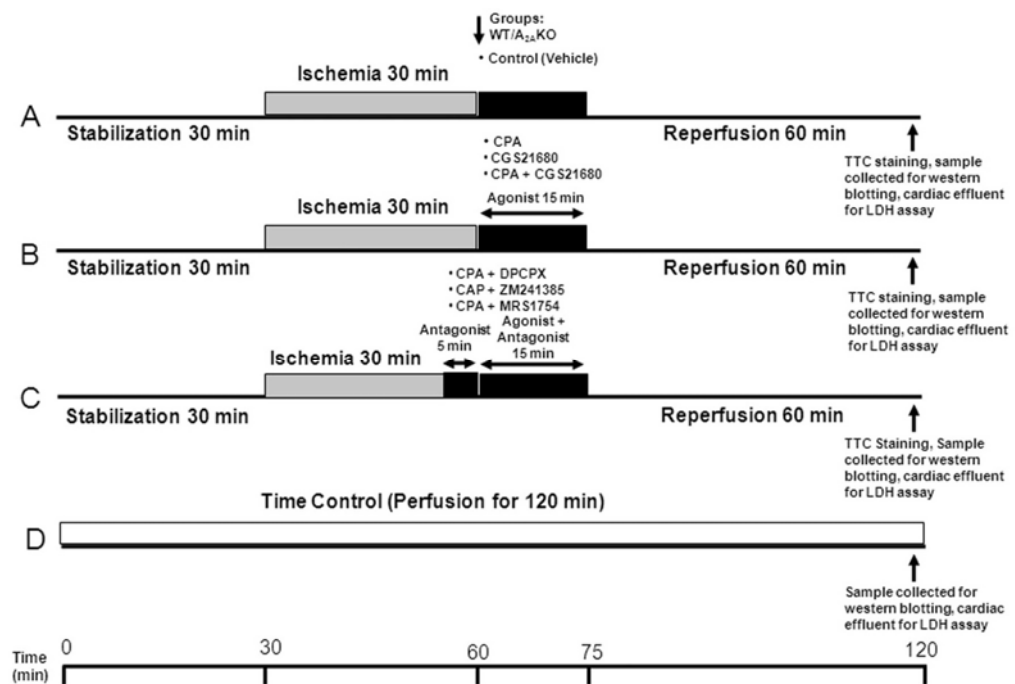 Groups:
WT/A2AKO
• Control (Vehicle)
Ischemia 30 min
A
Stabilization 30 min
Reperfusion 60 min
TTC staining, sample
collected for western
blotting, cardiac effluent
for LDH assay
• CPA
• CGS21680
• CPA + CGS21680
Agonist 15 min
Ischemia 30 min
B
Stabilization 30 min
Reperfusion 60 min
TTC staining, sample
collected for western
blotting, cardiac effluent
for LDH assay
• CPA + DPCPX
• CAP + ZM241385
• CPA + MRS1754
Antagonist
5 min
Agonist +
Antagonist
15 min
Ischemia 30 min
C
Stabilization 30 min
Reperfusion 60 min
TTC Staining, Sample
collected for western
blotting, cardiac effluent
for LDH assay
Time Control (Perfusion for 120 min)
D
Sample collected for
western blotting, cardiac
effluent for LDH assay
Time
(min)
0 30 60 75 120